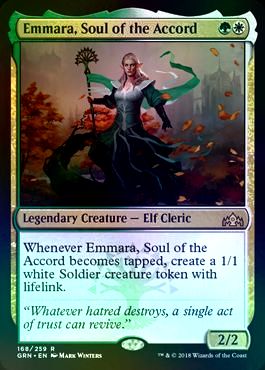 Emmara, Soul of the Accord
Legendary Creature — Elf Cleric
Whenever Emmara, Soul of the
Accord becomes tapped, create a 1/1
white Soldier creature token with
lifelink.
“Whatever hatred destroys, a single act
of trust can revive.”
2/2
168/259 R
GRN • EN MARK WINTERS
™ & © 2018 Wizards of the Coast